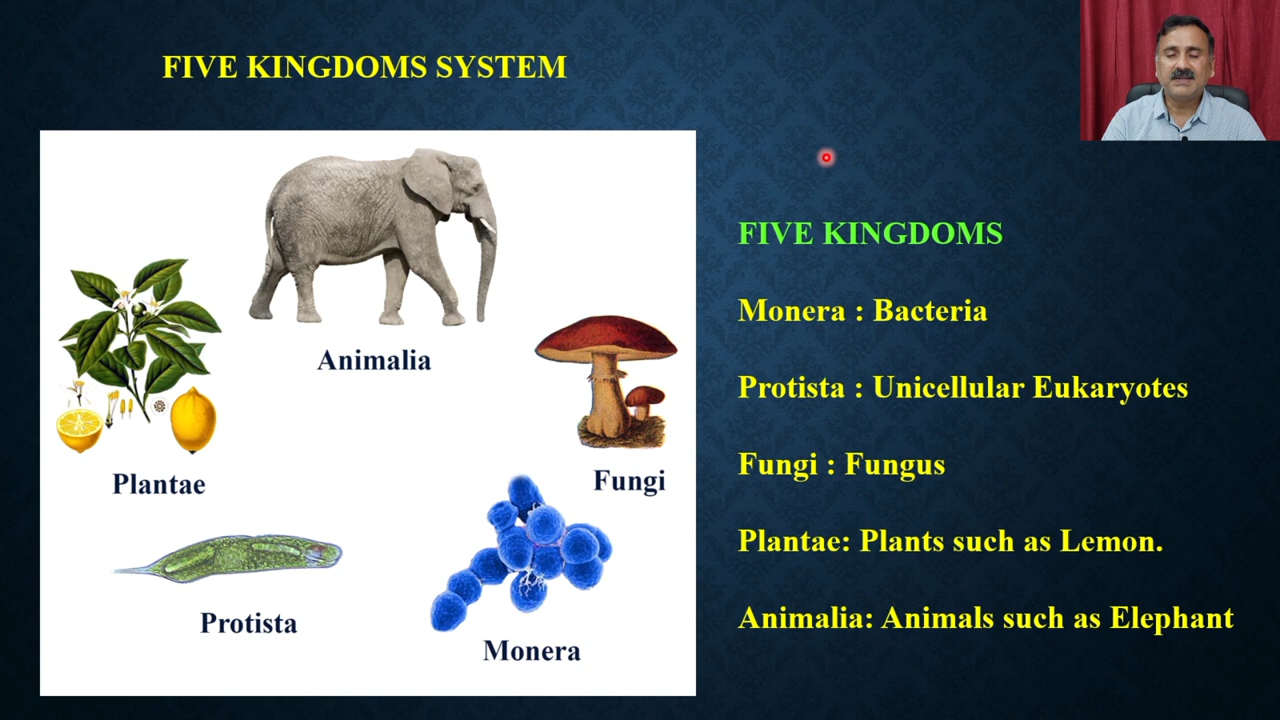 FIVE KINGDOMS SYSTEM
Animalia
Plantae
Fungi
Protista
Monera
FIVE KINGDOMS
Monera : Bacteria
Protista : Unicellular Eukaryotes
Fungi : Fungus
Plantae: Plants such as Lemon.
Animalia: Animals such as Elephant